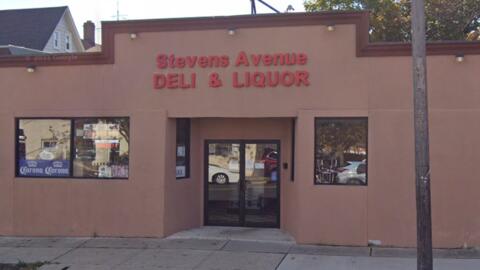 Stevens Avenue
DELI & LIQUOR
Corona Corona